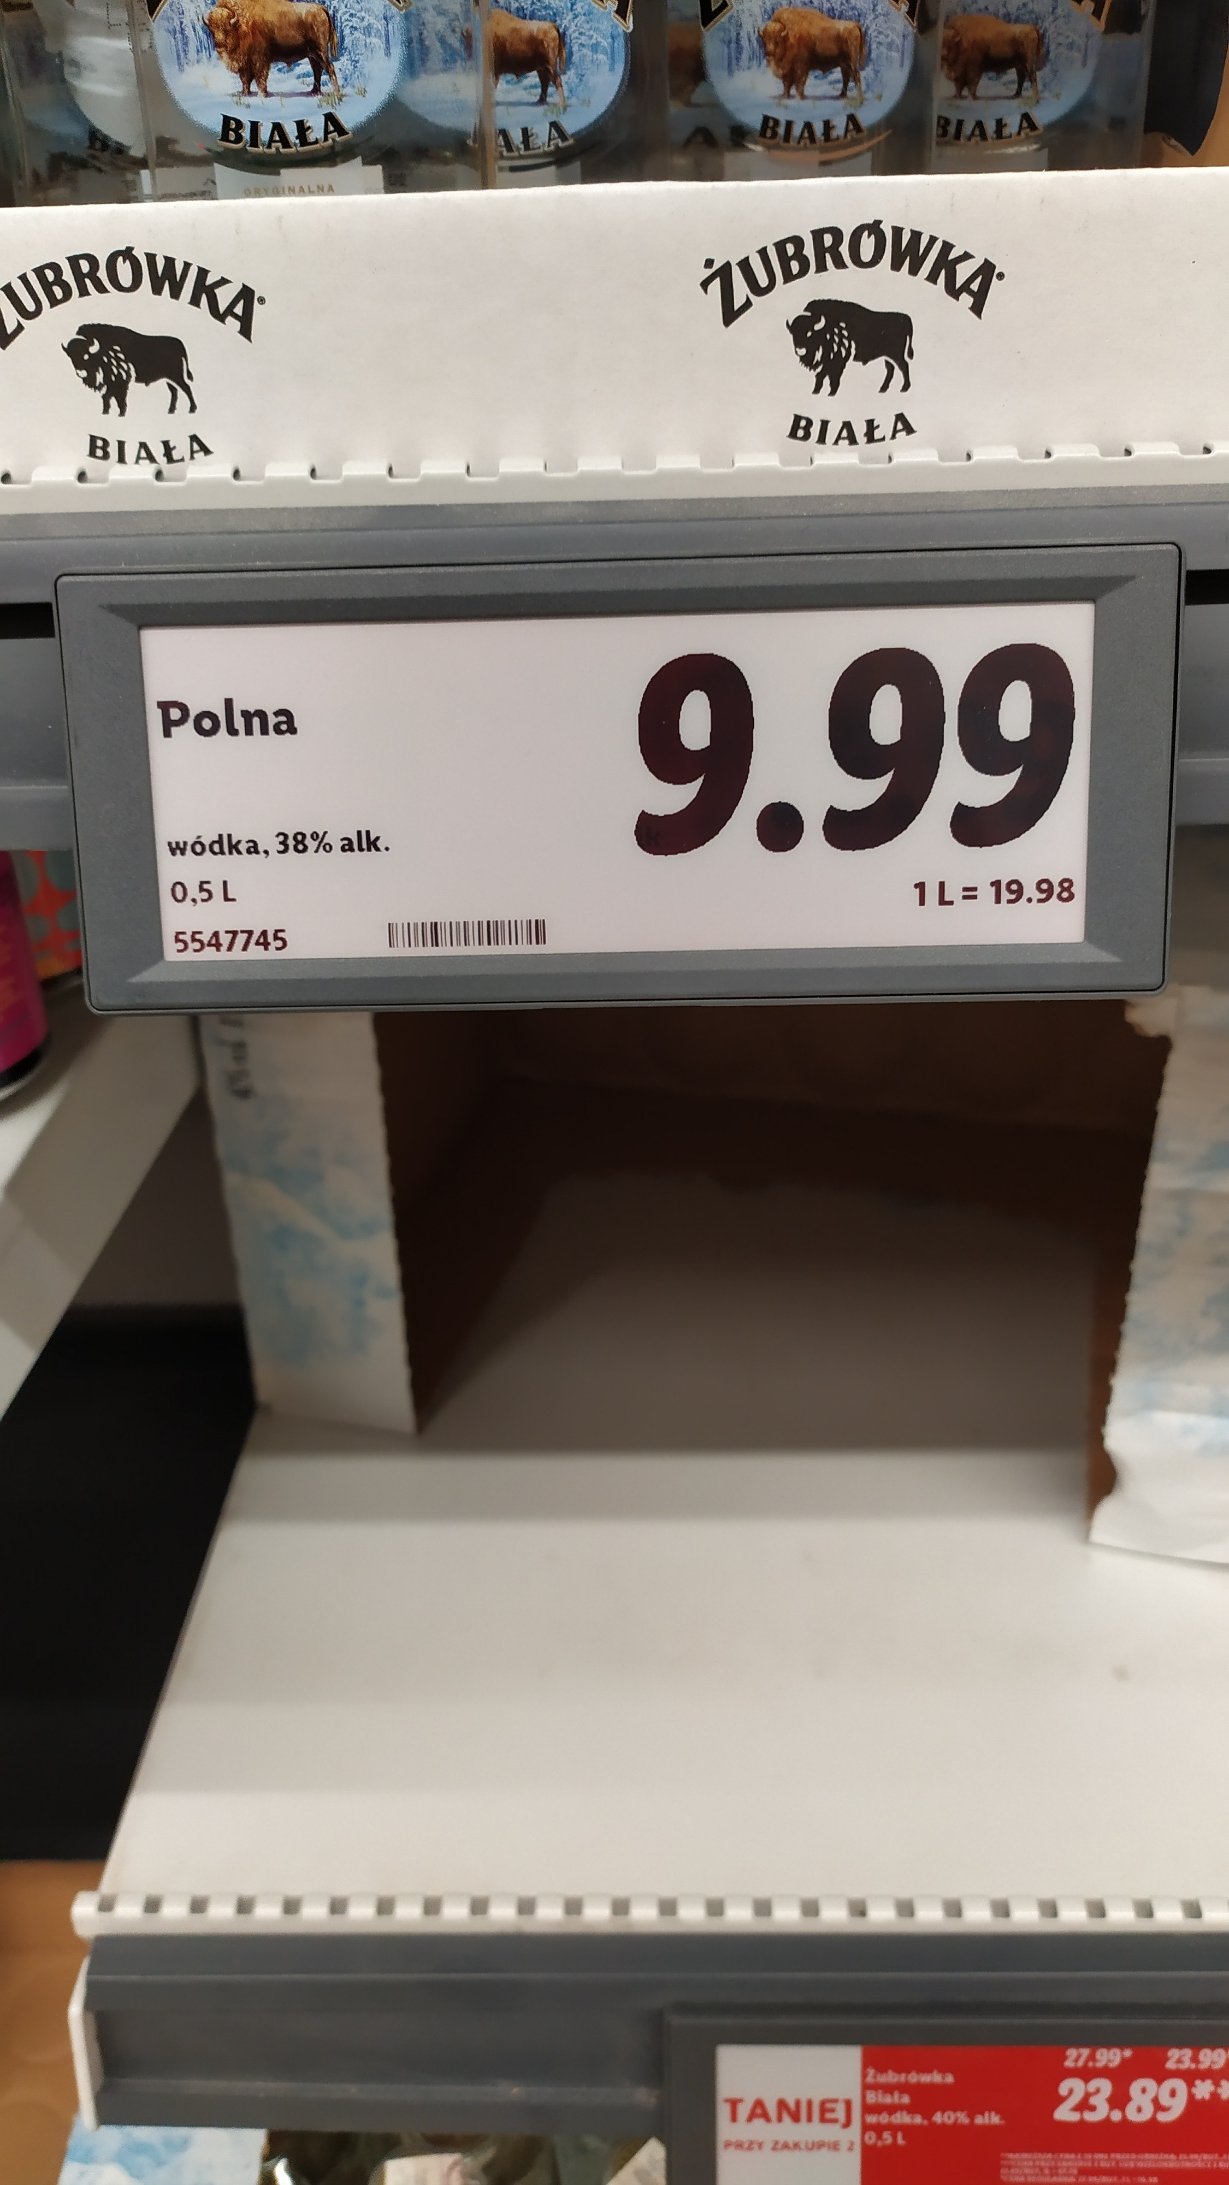 BIAŁA
AŁA
BIAŁA
BIAŁA
ORYGINALNA
ŻUBRÓWKA®
BIAŁA
ŻUBRÓWKA®
BIAŁA
Polna
9.99
wódka, 38% alk.
0,5 L
1 L = 19.98
5547745
27.99* 23.99
TANIEJ
PRZY ZAKUPIE 2
Żubrówka
Biała
wódka, 40% alk.
0,5 L
23.89**